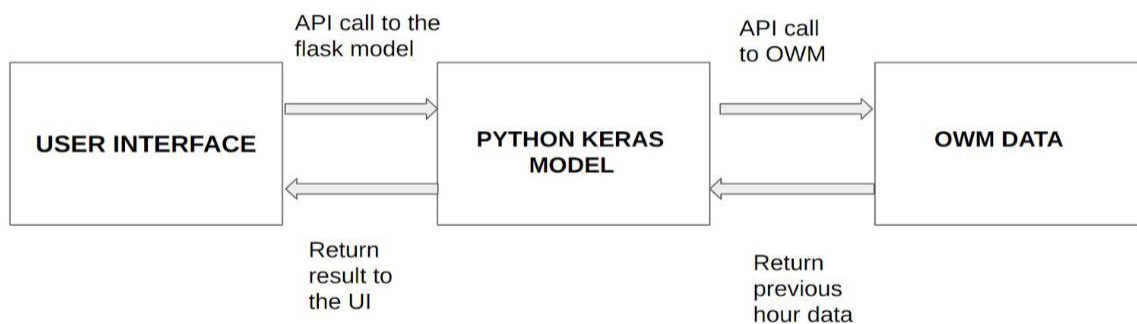 API call to the
flask model
API call
to OWM
USER INTERFACE
PYTHON KERAS
MODEL
OWM DATA
Return
result to
the UI
Return
previous
hour data